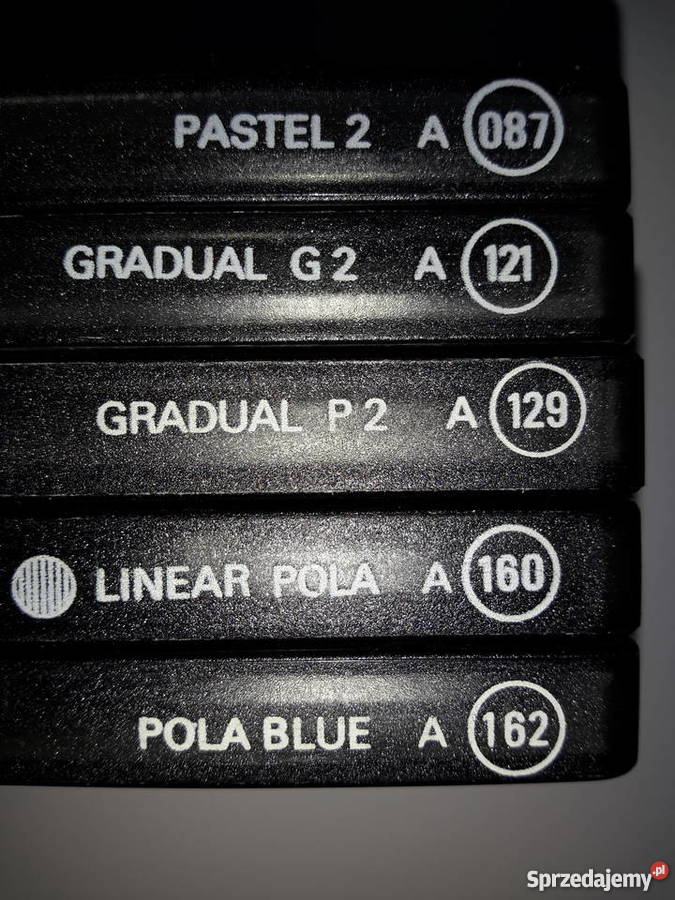 PASTEL 2 A 087
GRADUAL G 2 A 121
GRADUAL P 2 A 129
LINEAR POLA A 160
POLA BLUE A 162
Sprzedajemy.pl